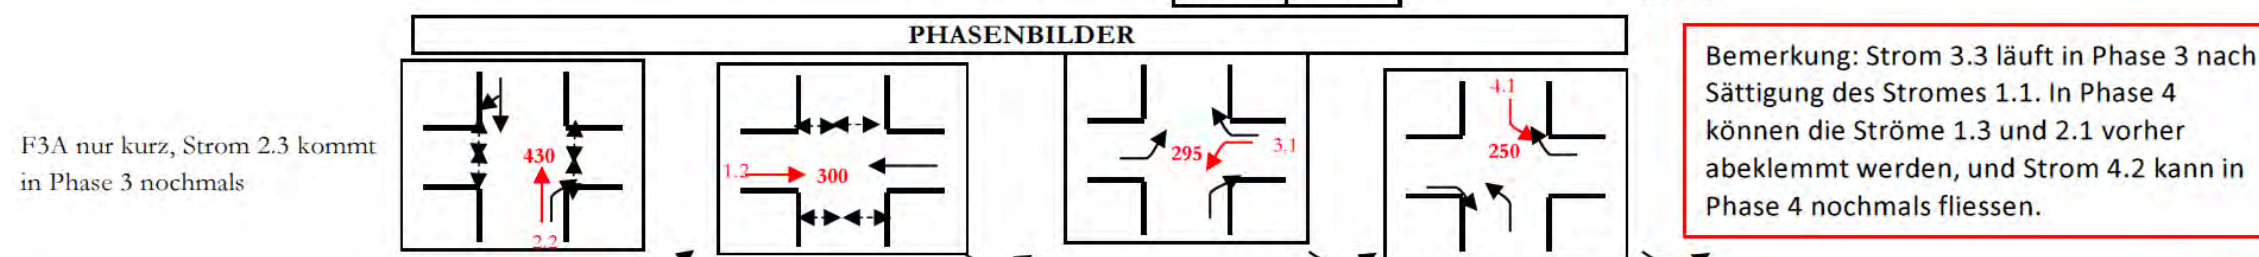 PHASENBILDER
F3A nur kurz, Strom 2.3 kommt
in Phase 3 nochmals
430
2.2
1.2
300
295
3,1
4.1
250
Bemerkung: Strom 3.3 läuft in Phase 3 nach
Sättigung des Stromes 1.1. In Phase 4
können die Ströme 1.3 und 2.1 vorher
abeklemmt werden, und Strom 4.2 kann in
Phase 4 nochmals fliessen.